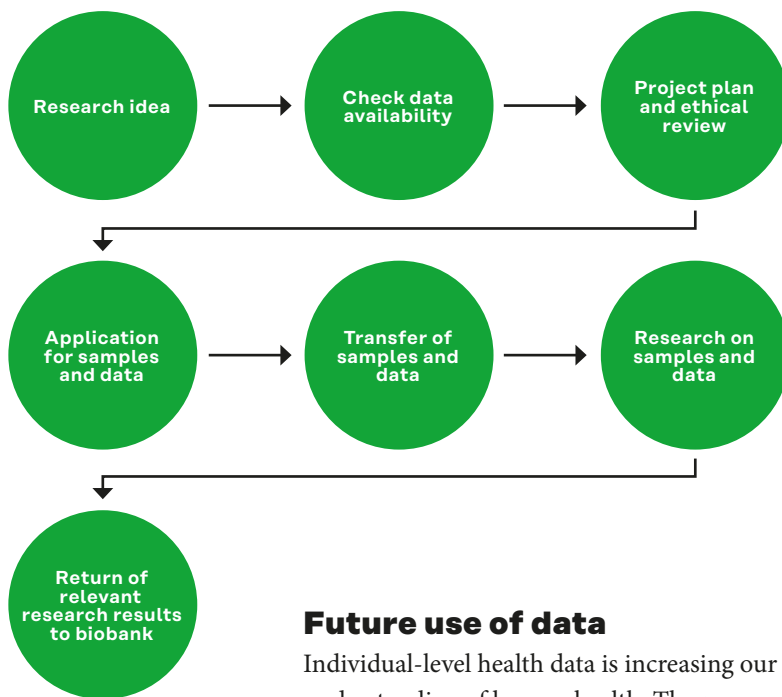 Research idea
Check data
availability
Project plan
and ethical
review
Application
for samples
and data
Transfer of
samples and
data
Research on
samples and
data
Return of
relevant
research results
to biobank
Future use of data
Individual-level health data is increasing our